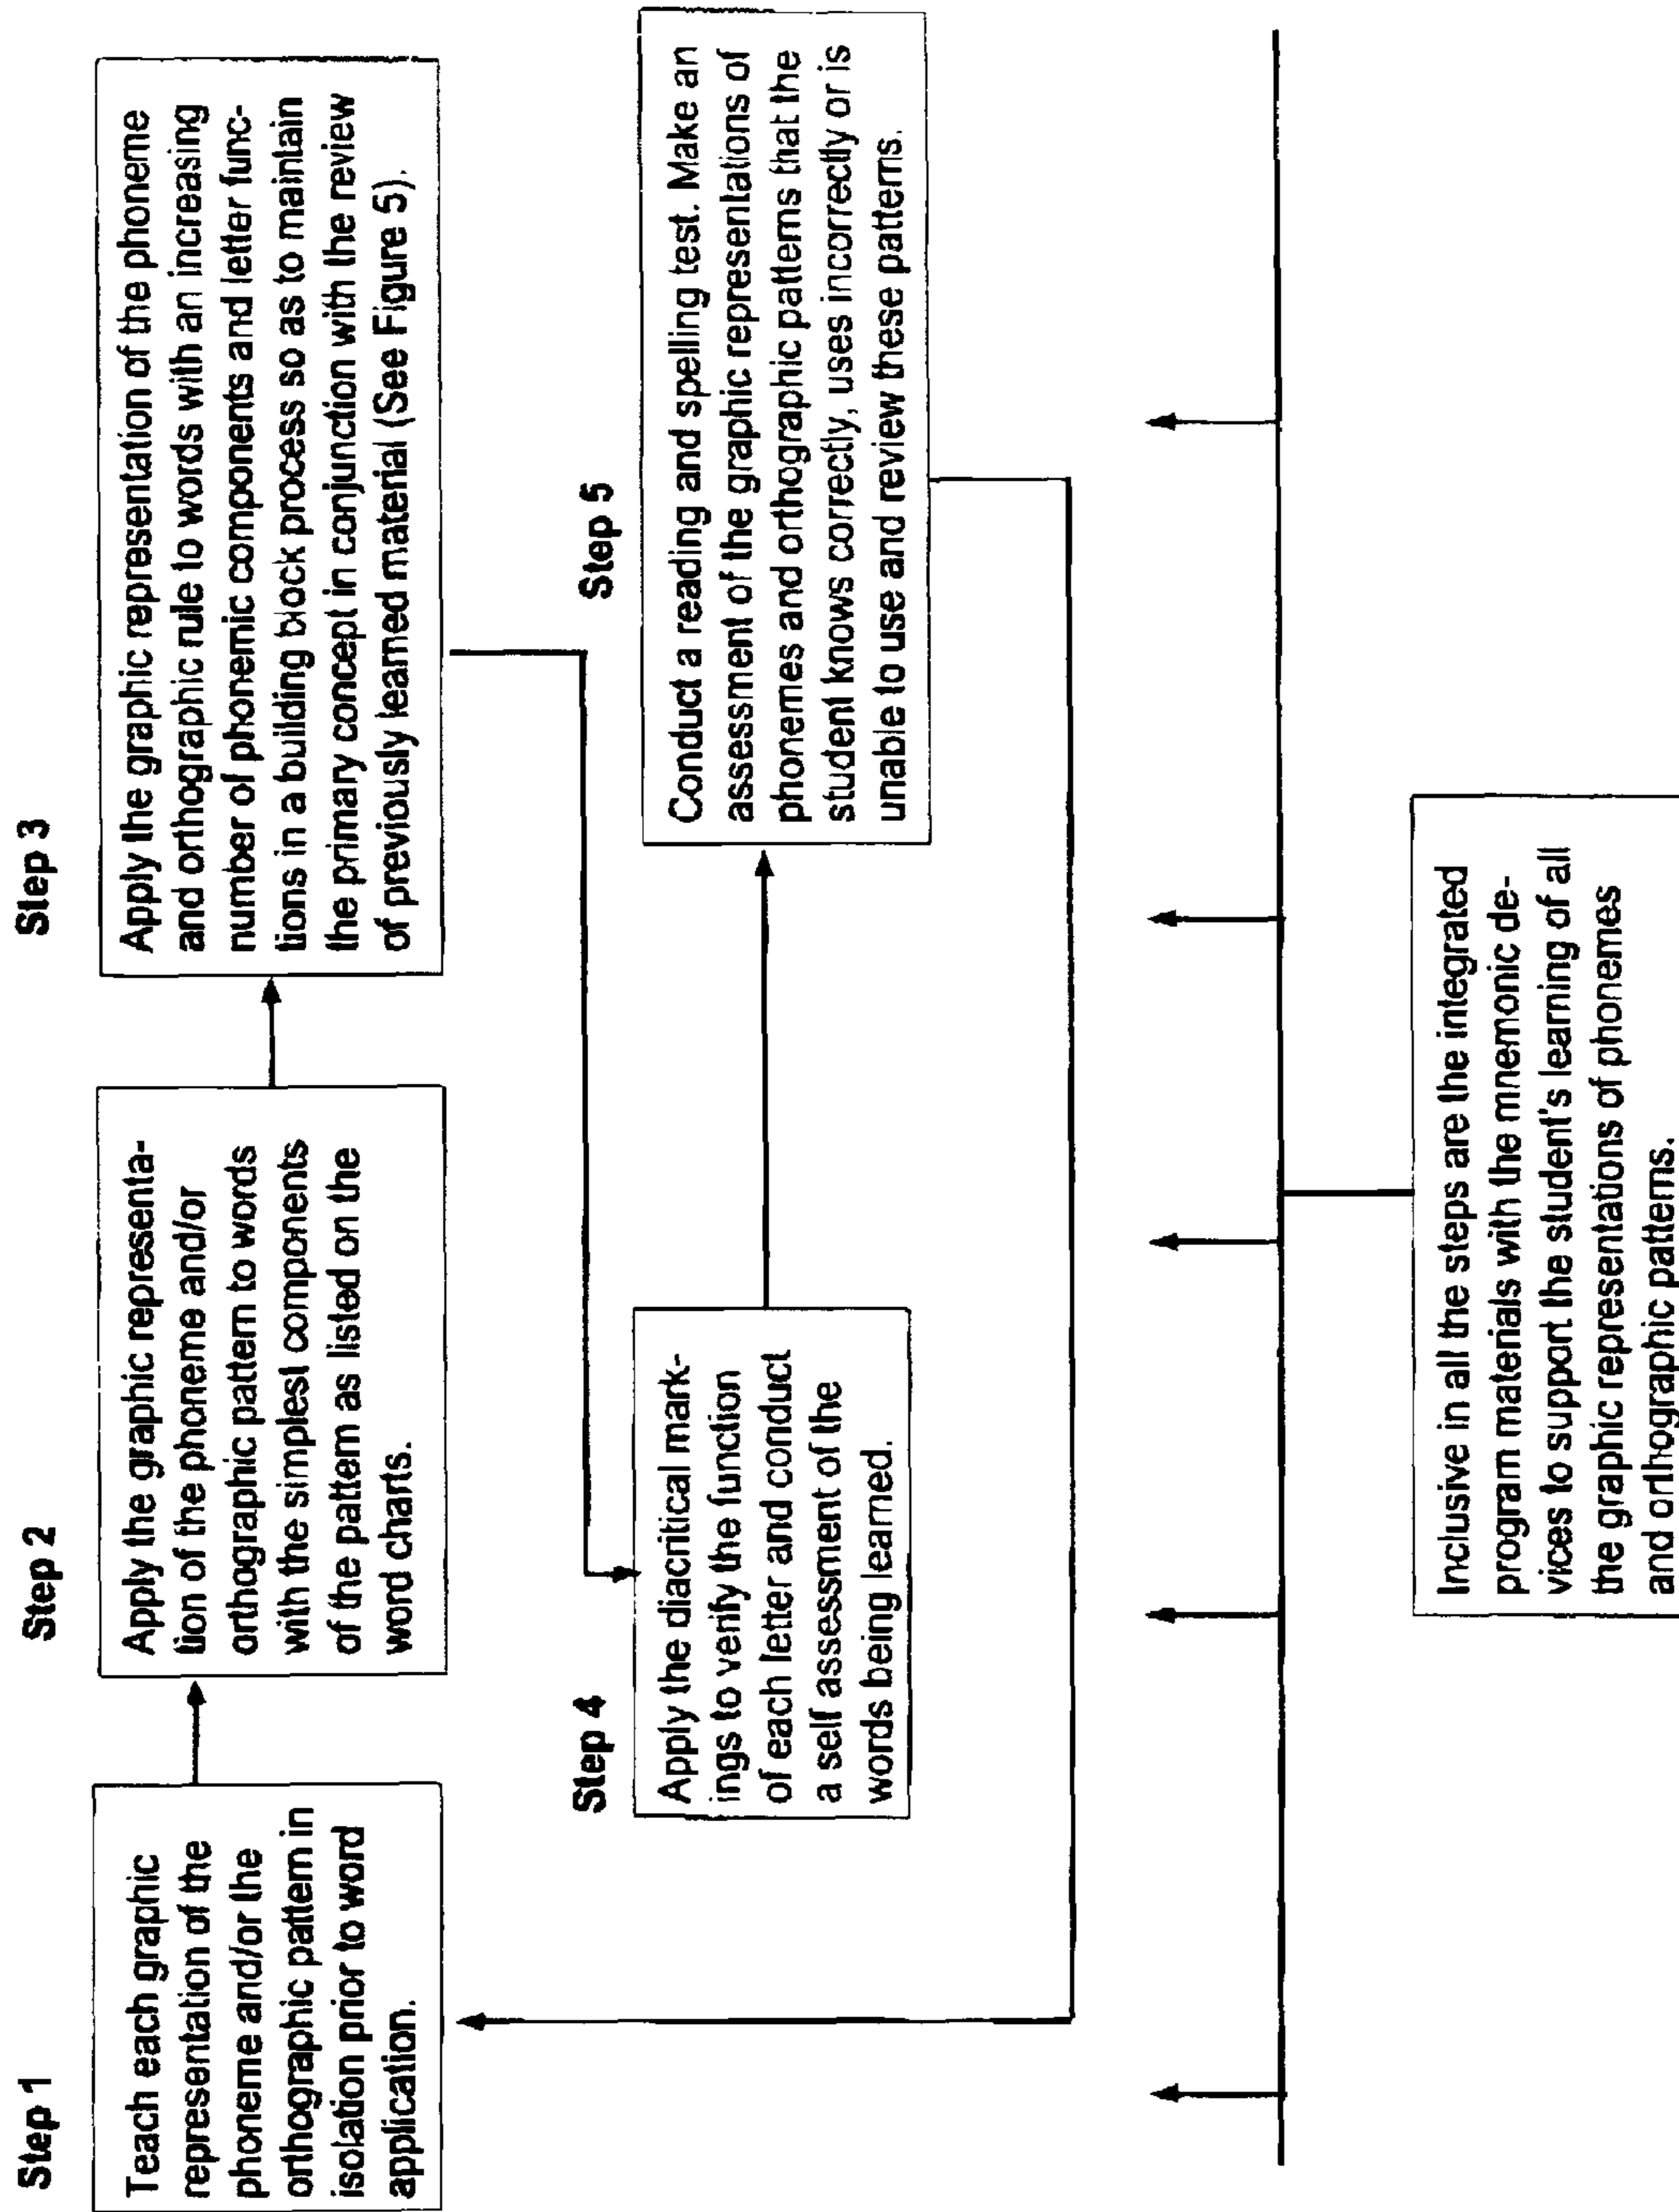 Step 1
Teach each graphic
representation of the
phoneme and/or the
orthographic pattern in
isolation prior to word
application.
Step 2
Apply the graphic representa-
tion of the phoneme and/or
orthographic pattern to words
with the simplest components
of the pattern as listed on the
word charts.
Step 3
Apply the graphic representation of the phoneme
and orthographic rule to words with an increasing
number of phonemic components and letter func-
tions in a building block process so as to maintain
the primary concept in conjunction with the review
of previously learned material (See Figure 5).
Step 4
Apply the diacritical mark-
ings to verify the function
of each letter and conduct
a self assessment of the
words being learned.
Step 5
Conduct a reading and spelling test. Make an
assessment of the graphic representations of
phonemes and orthographic patterns that the
student knows correctly, uses incorrectly or is
unable to use and review these patterns.
Inclusive in all the steps are the integrated
program materials with the mnemonic de-
vices to support the student's learning of all
the graphic representations of phonemes
and orthographic patterns.